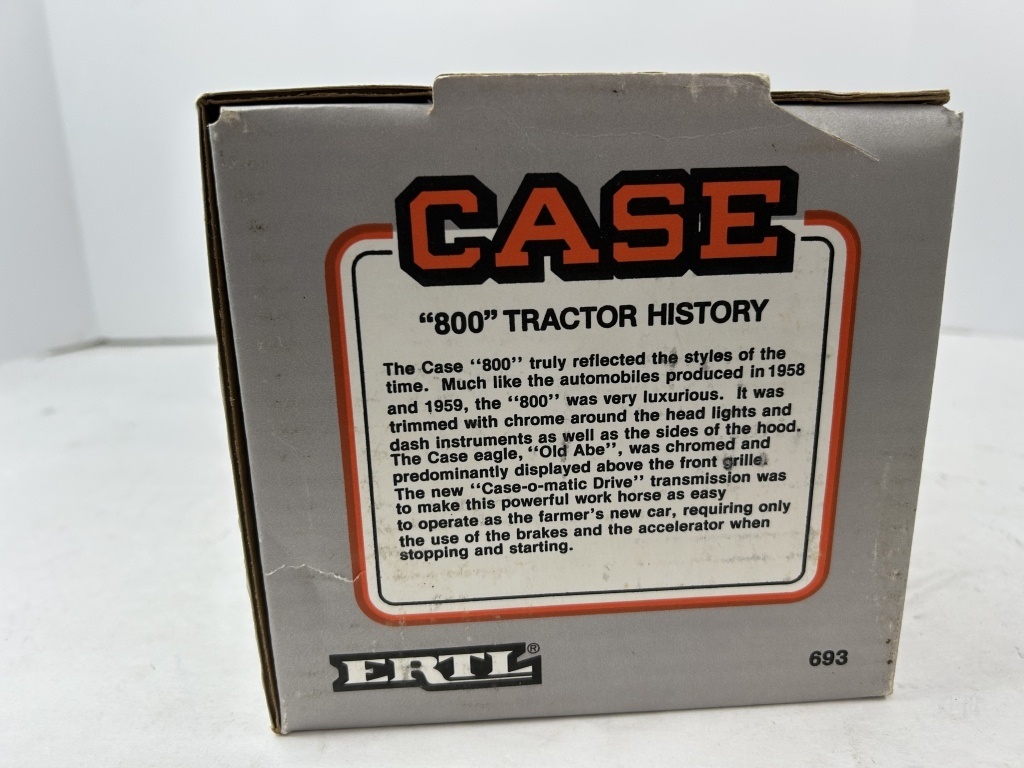 CASE
“800” TRACTOR HISTORY
The Case “800” truly reflected the styles of the
time. Much like the automobiles produced in 1958
and 1959, the “800” was very luxurious. It was
trimmed with chrome around the head lights and
dash instruments as well as the sides of the hood.
The Case eagle, “Old Abe”, was chromed and
predominantly displayed above the front grille.
The new “Case-o-matic Drive” transmission was
to make this powerful work horse as easy
to operate as the farmer's new car, requiring only
the use of the brakes and the accelerator when
stopping and starting.
ERTL®
693